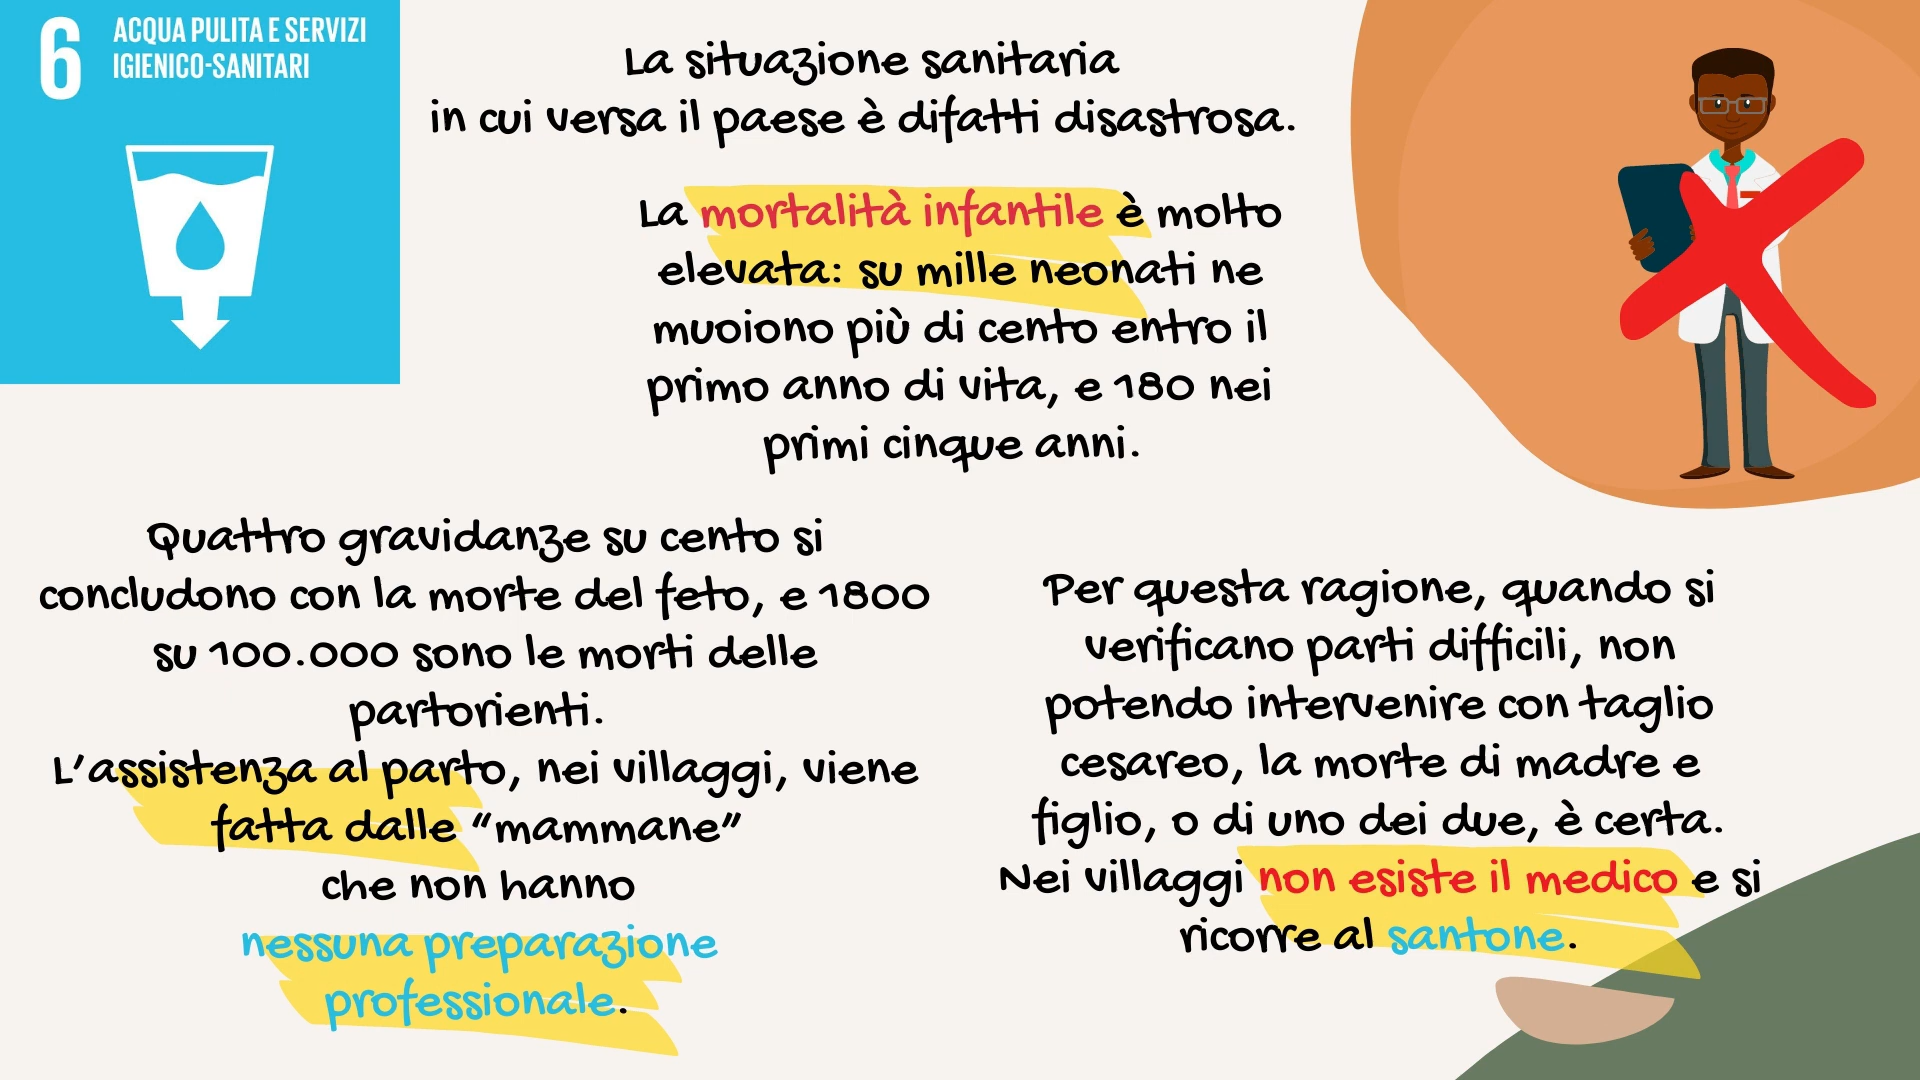 6
ACQUA PULITA E SERVIZI
IGIENICO-SANITARI
La situazione sanitaria
in cui versa il paese è difatti disastrosa.
La mortalità infantile è molto
elevata: su mille neonati ne
muoiono più di cento entro il
primo anno di vita, e 180 nei
primi cinque anni.
Quattro gravidanze su cento si
concludono con la morte del feto, e 1800
su 100.000 sono le morti delle
partorienti.
L'assistenza al parto, nei villaggi, viene
fatta dalle “mammane”
che non hanno
nessuna preparazione
professionale.
Per questa ragione, quando si
verificano parti difficili, non
potendo intervenire con taglio
cesareo, la morte di madre e
figlio, o di uno dei due, è certa.
Nei villaggi non esiste il medico e si
ricorre al santone.